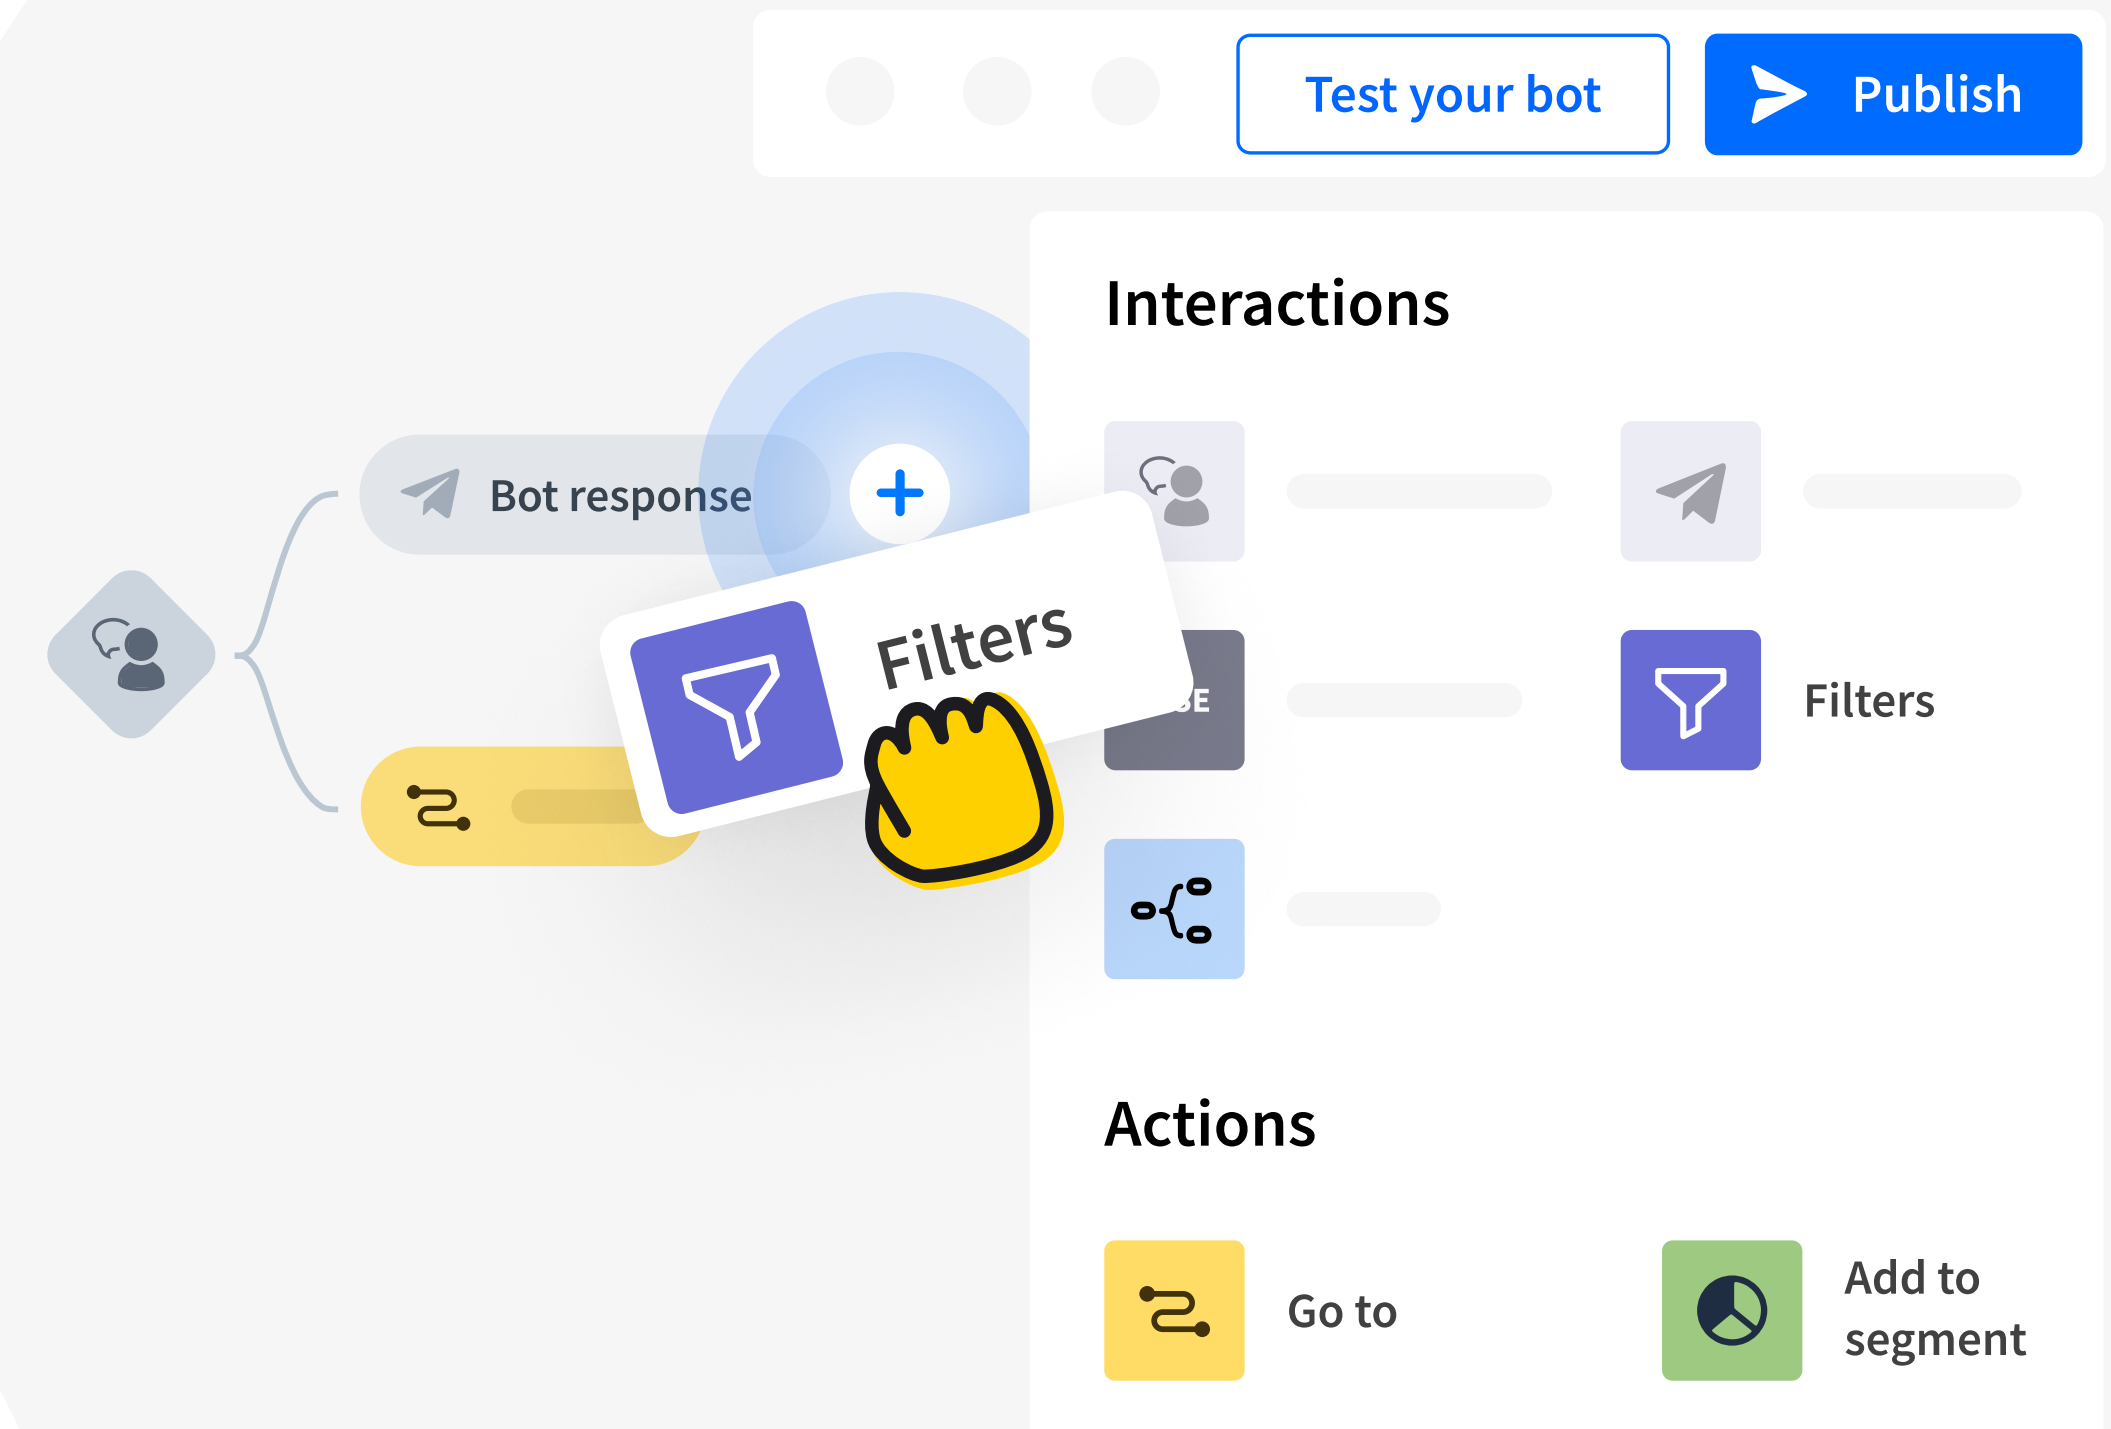 Test your bot
Publish
Interactions
Bot response
Filters
Filters
Actions
Go to
Add to
segment